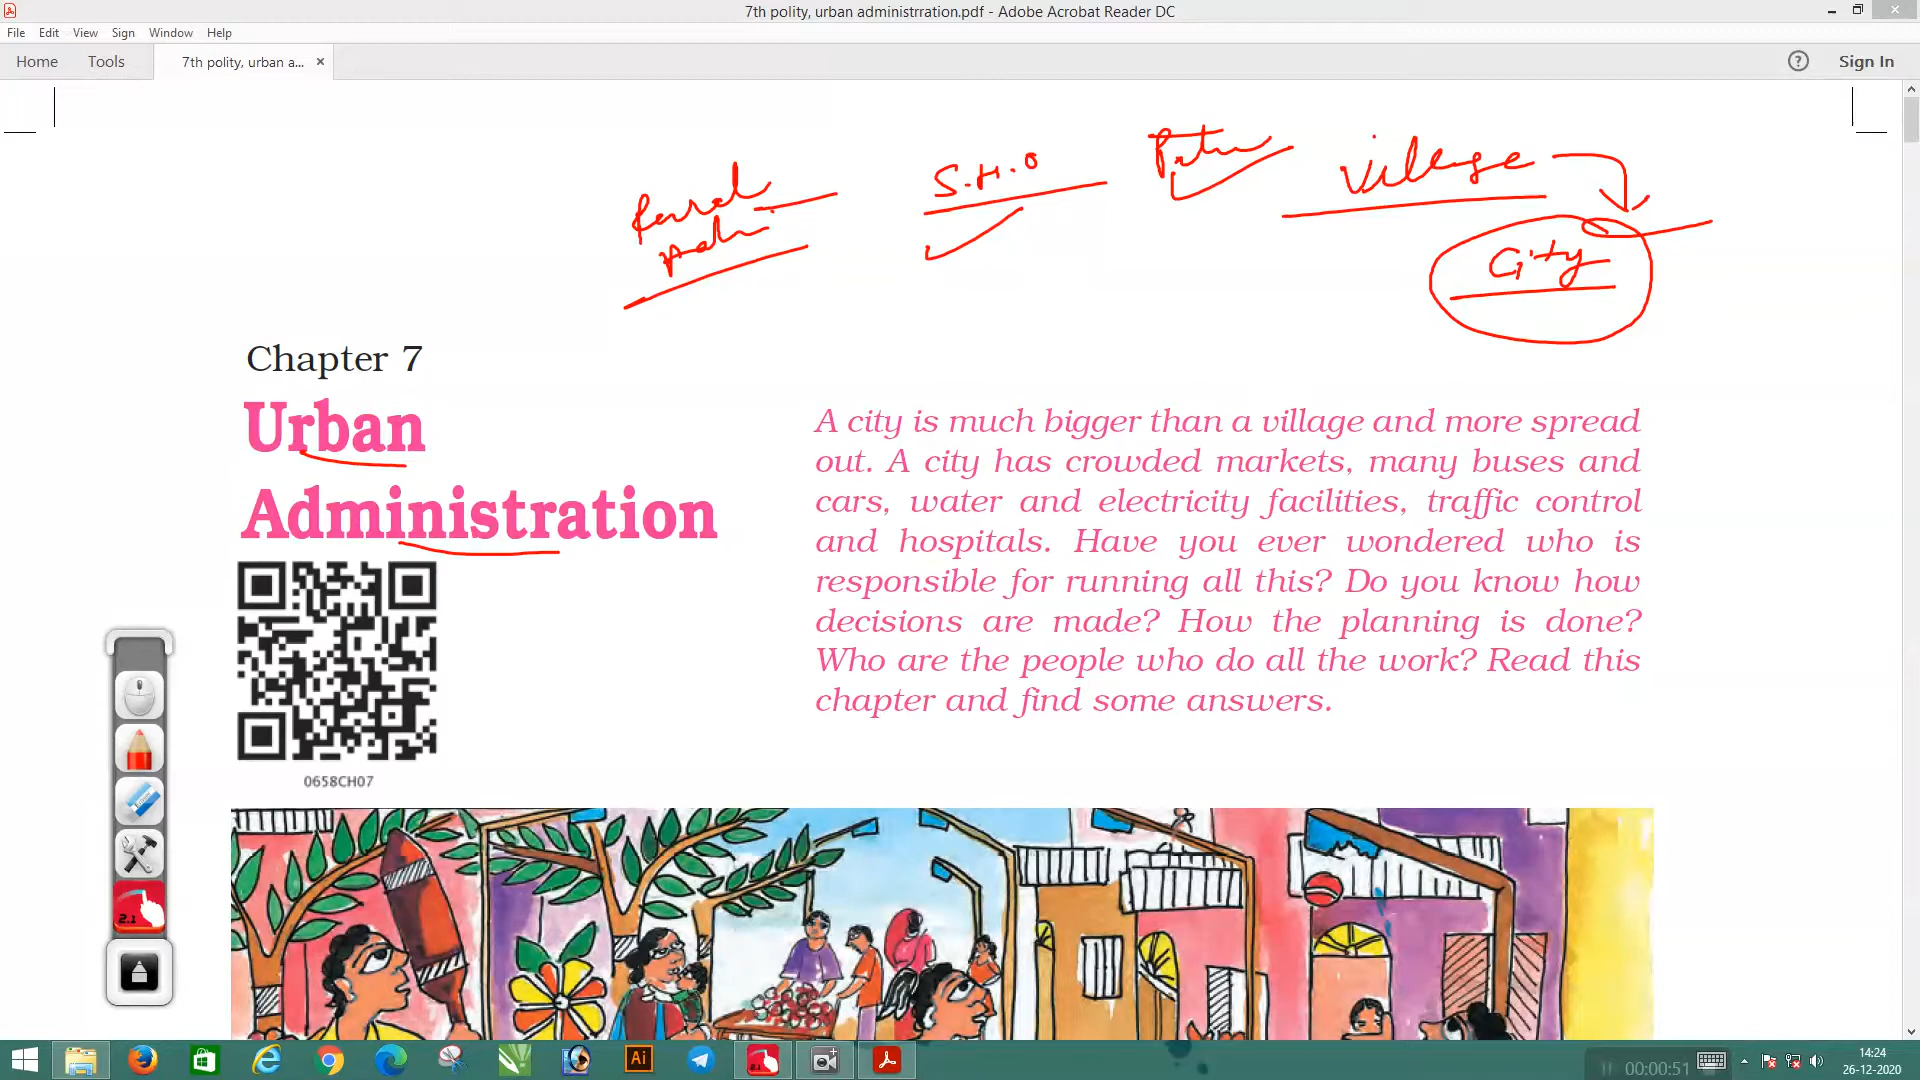 7th polity, urban administrration.pdf - Adobe Acrobat Reader DC
File Edit View Sign Window Help
Home Tools 7th polity, urban a... × Sign In
S.H.O
Village
City
Chapter 7
Urban
Administration
A city is much bigger than a village and more spread
out. A city has crowded markets, many buses and
cars, water and electricity facilities, traffic control
and hospitals. Have you ever wondered who is
responsible for running all this? Do you know how
decisions are made? How the planning is done?
Who are the people who do all the work? Read this
chapter and find some answers.
0658CH07
2.1
00:00:51
14:24
26-12-2020